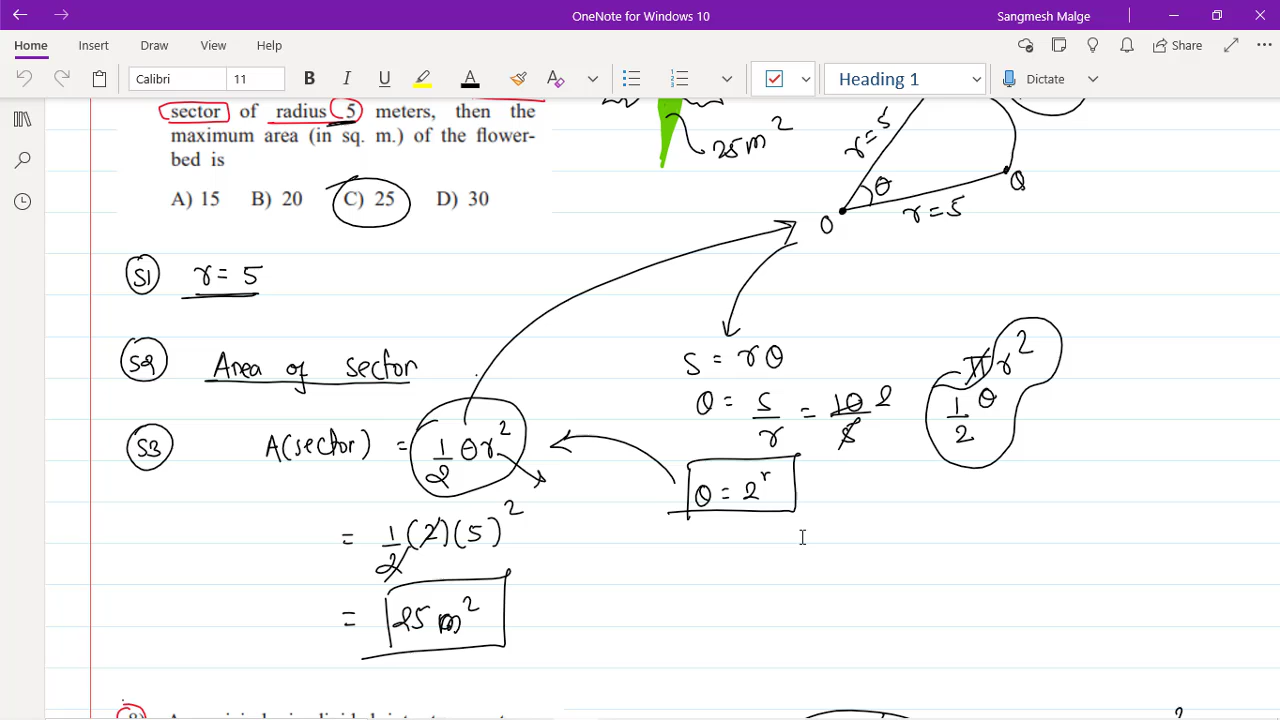 OneNote for Windows 10
Sangmesh Malge
Home Insert Draw View Help
Share
Calibri 11 B I U A A Heading 1 Dictate
sector of radius 5 meters, then the
maximum area (in sq. m.) of the flower-
bed is
A) 15 B) 20 C) 25 D) 30
25m²
r=5
θ
Q
r=5
O
S1 r = 5
S2 Area of sector
S = rθ
θ = S/r = 10/5 2
πr²
1/2 θ
S3 A(sector) = 1/2 θr²
θ = 2^r
= 1/2 (2)(5)²
= 25 m²